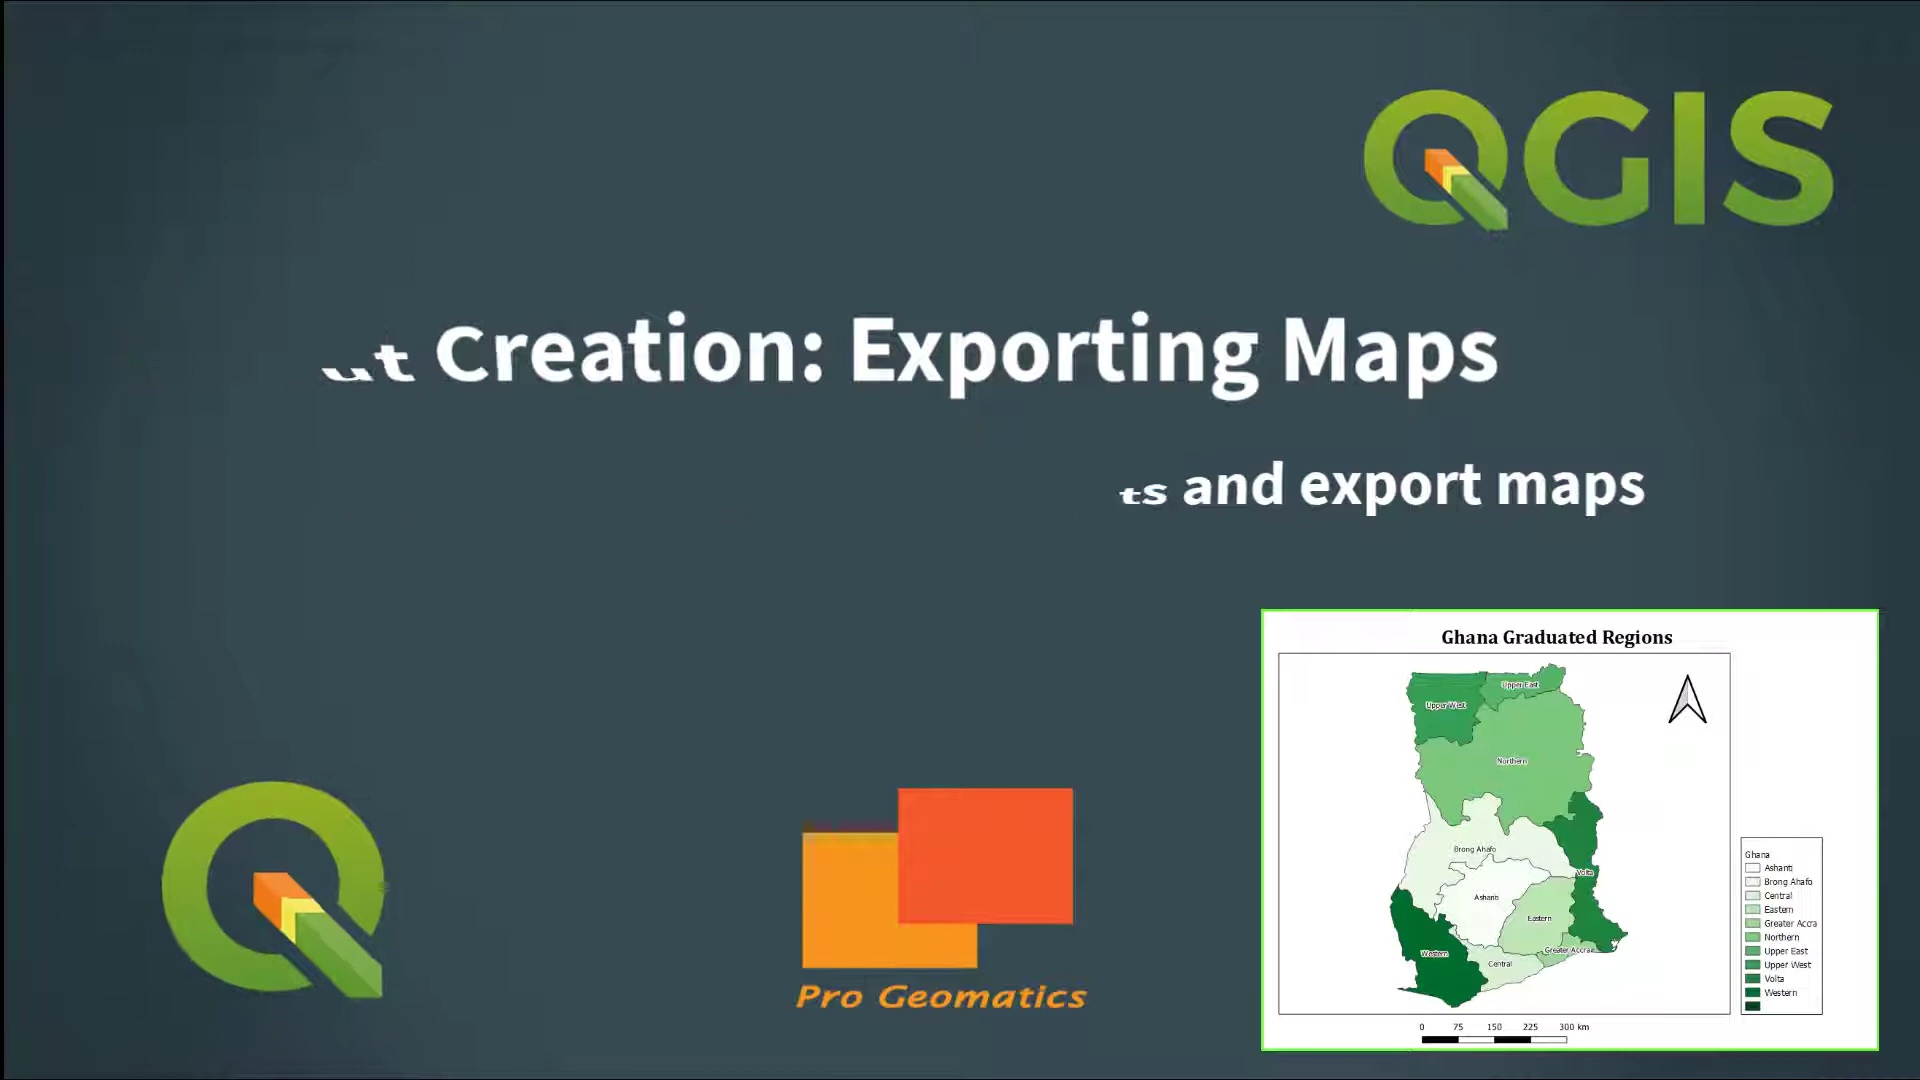 QGIS
ut Creation: Exporting Maps
ts and export maps
Pro Geomatics
Ghana Graduated Regions
Upper East
Upper West
Northern
Brong Ahafo
Volta
Ashanti
Eastern
Greater Accra
Western
Central
Ghana
Ashanti
Brong Ahafo
Central
Eastern
Greater Accra
Northern
Upper East
Upper West
Volta
Western
0 75 150 225 300 km